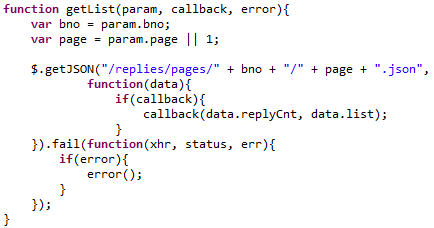 function getList(param, callback, error){
    var bno = param.bno;
    var page = param.page || 1;

    $.getJSON("/replies/pages/" + bno + "/" + page + ".json",
            function(data){
                if(callback){
                    callback(data.replyCnt, data.list);
                }
    }).fail(function(xhr, status, err){
        if(error){
            error();
        }
    });
}